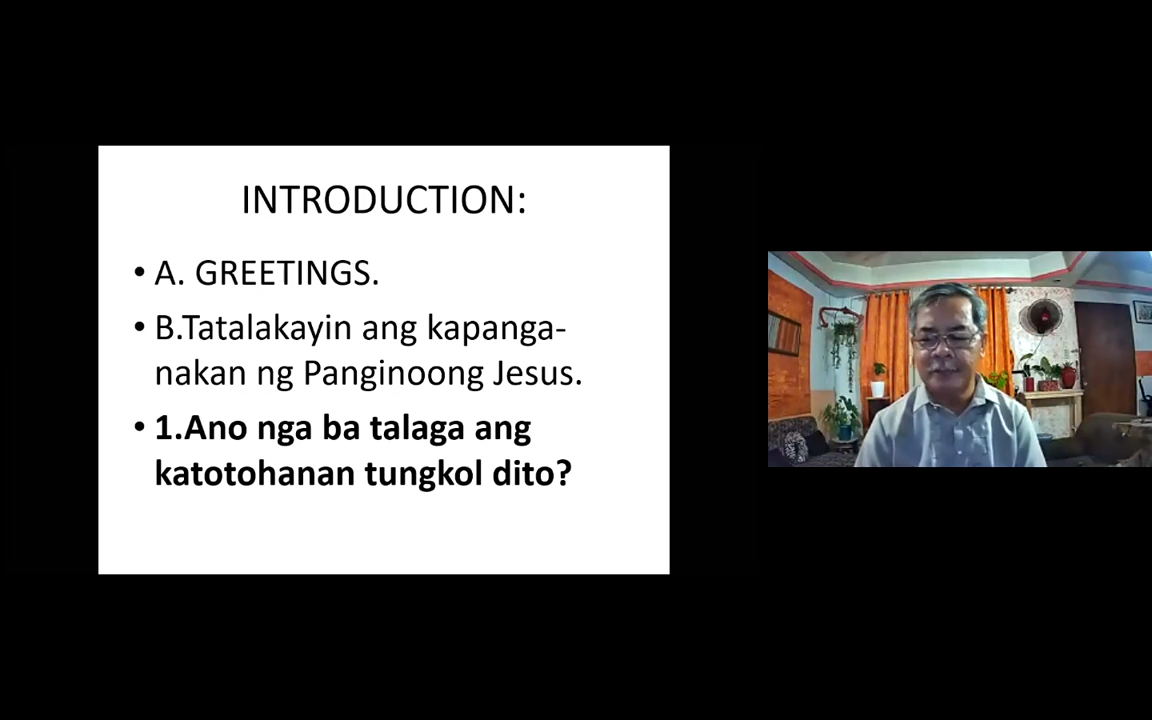 INTRODUCTION:
• A. GREETINGS.
• B.Tatalakayin ang kapanga-
nakan ng Panginoong Jesus.
• 1.Ano nga ba talaga ang
katotohanan tungkol dito?